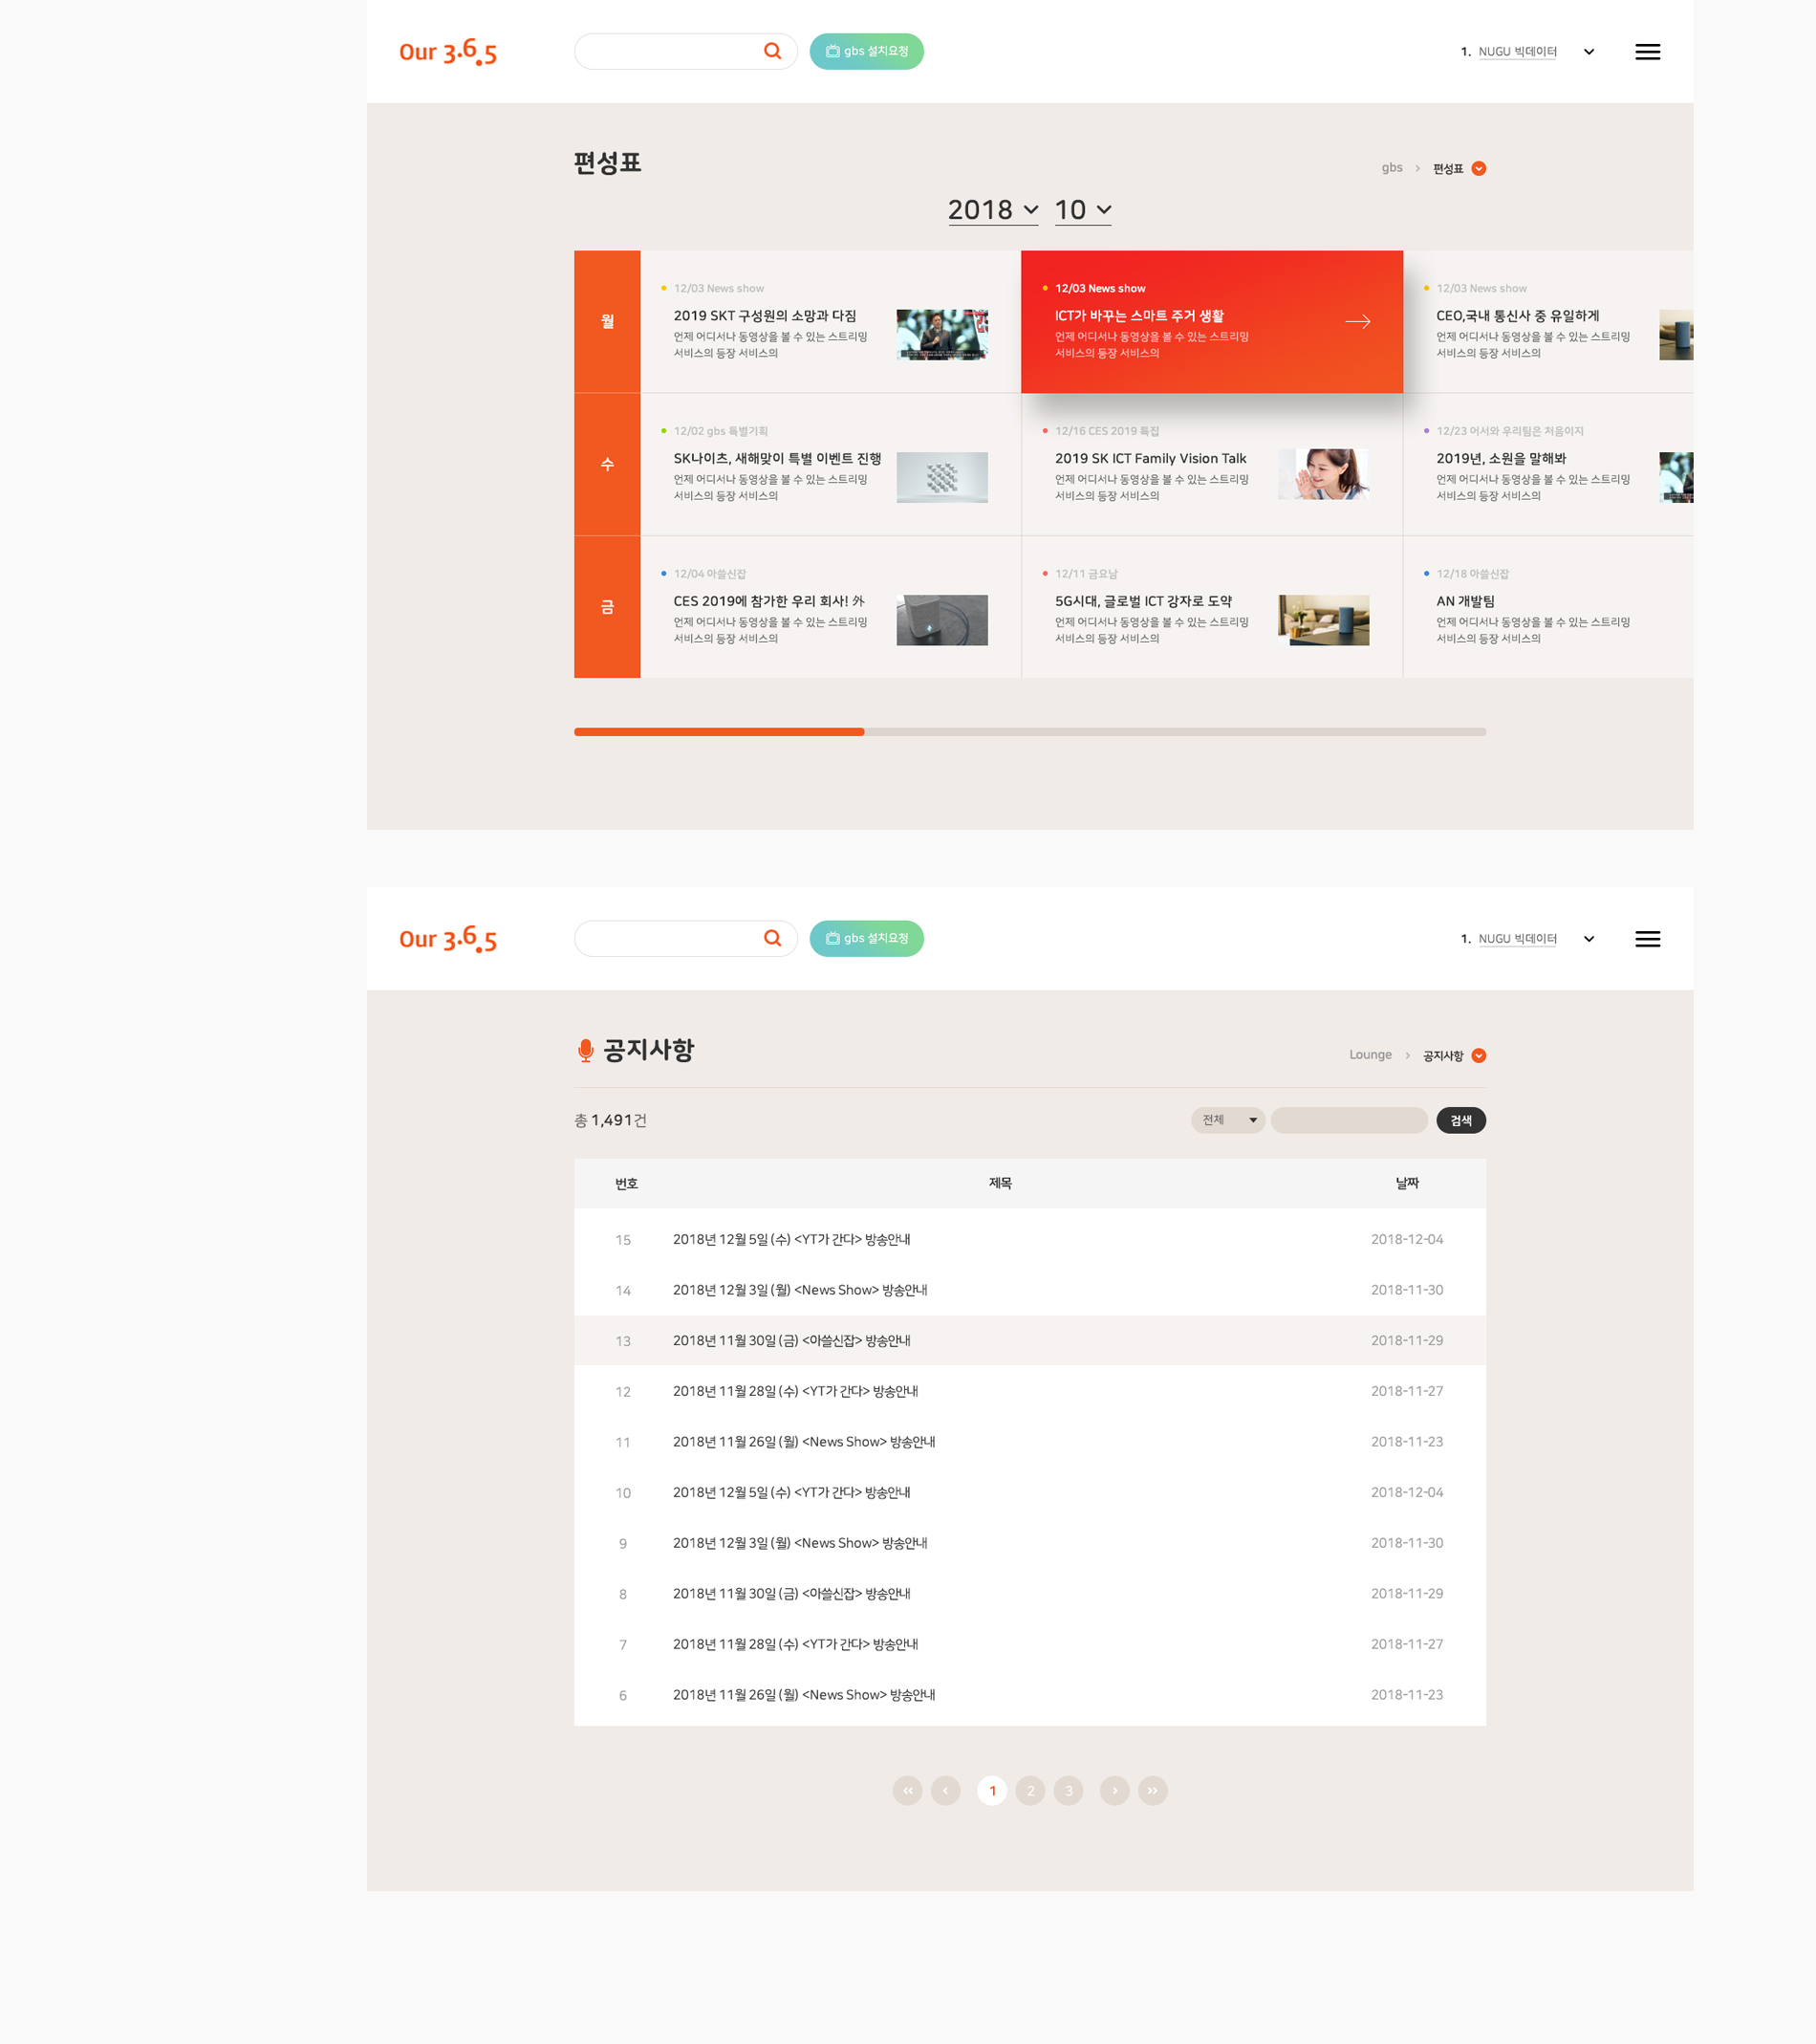 Our 3.6.5
gbs 설치요청
1. NUGU 빅데이터
편성표
gbs > 편성표
2018 10
월
12/03 News show
2019 SKT 구성원의 소망과 다짐
언제 어디서나 동영상을 볼 수 있는 스트리밍
서비스의 등장 서비스의
12/03 News show
ICT가 바꾸는 스마트 주거 생활
언제 어디서나 동영상을 볼 수 있는 스트리밍
서비스의 등장 서비스의
12/03 News show
CEO,국내 통신사 중 유일하게
언제 어디서나 동영상을 볼 수 있는 스트리밍
서비스의 등장 서비스의
수
12/02 gbs 특별기획
SK나이츠, 새해맞이 특별 이벤트 진행
언제 어디서나 동영상을 볼 수 있는 스트리밍
서비스의 등장 서비스의
12/16 CES 2019 특집
2019 SK ICT Family Vision Talk
언제 어디서나 동영상을 볼 수 있는 스트리밍
서비스의 등장 서비스의
12/23 어서와 우리팀은 처음이지
2019년, 소원을 말해봐
언제 어디서나 동영상을 볼 수 있는 스트리밍
서비스의 등장 서비스의
금
12/04 아쓸신잡
CES 2019에 참가한 우리 회사! 외
언제 어디서나 동영상을 볼 수 있는 스트리밍
서비스의 등장 서비스의
12/11 금요남
5G시대, 글로벌 ICT 강자로 도약
언제 어디서나 동영상을 볼 수 있는 스트리밍
서비스의 등장 서비스의
12/18 아쓸신잡
AN 개발팀
언제 어디서나 동영상을 볼 수 있는 스트리밍
서비스의 등장 서비스의
Our 3.6.5
gbs 설치요청
1. NUGU 빅데이터
공지사항
Lounge > 공지사항
총 1,491건
전체
검색
번호 제목 날짜
15 2018년 12월 5일 (수) <YT가 간다> 방송안내 2018-12-04
14 2018년 12월 3일 (월) <News Show> 방송안내 2018-11-30
13 2018년 11월 30일 (금) <아쓸신잡> 방송안내 2018-11-29
12 2018년 11월 28일 (수) <YT가 간다> 방송안내 2018-11-27
11 2018년 11월 26일 (월) <News Show> 방송안내 2018-11-23
10 2018년 12월 5일 (수) <YT가 간다> 방송안내 2018-12-04
9 2018년 12월 3일 (월) <News Show> 방송안내 2018-11-30
8 2018년 11월 30일 (금) <아쓸신잡> 방송안내 2018-11-29
7 2018년 11월 28일 (수) <YT가 간다> 방송안내 2018-11-27
6 2018년 11월 26일 (월) <News Show> 방송안내 2018-11-23
« ‹ 1 2 3 › »